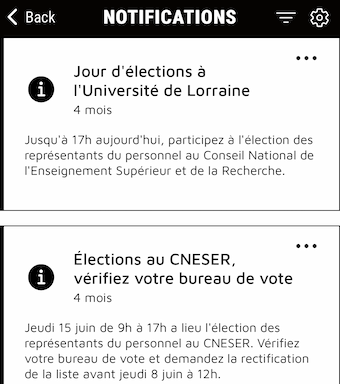 Back NOTIFICATIONS
Jour d'élections à
l'Université de Lorraine
4 mois
Jusqu'à 17h aujourd'hui, participez à l'élection des
représentants du personnel au Conseil National de
l'Enseignement Supérieur et de la Recherche.
Élections au CNESER,
vérifiez votre bureau de vote
4 mois
Jeudi 15 juin de 9h à 17h a lieu l'élection des
représentants du personnel au CNESER. Vérifiez
votre bureau de vote et demandez la rectification
de la liste avant jeudi 8 juin à 12h.